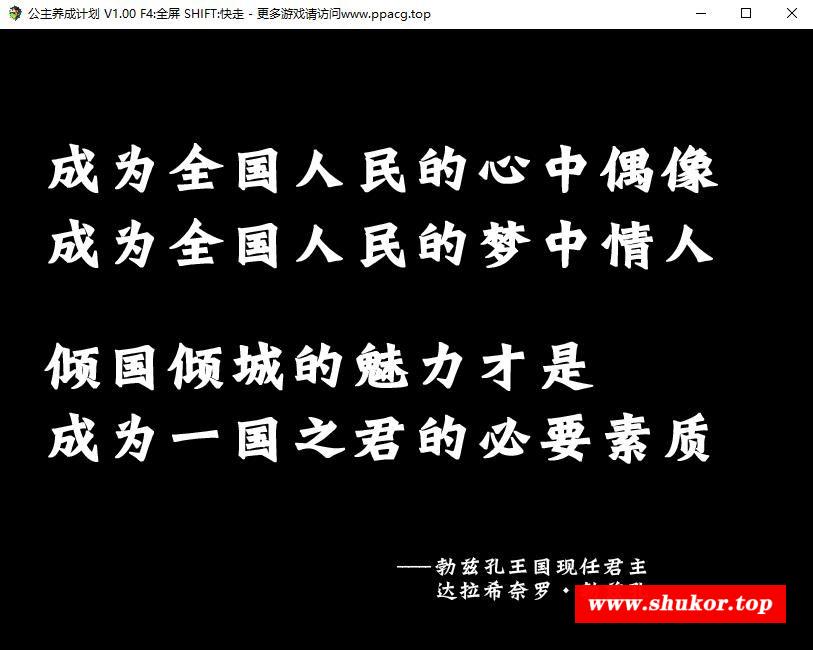 公主养成计划 V1.00 F4:全屏 SHIFT:快走 - 更多游戏请访问www.ppacg.top
成为全国人民的心中偶像
成为全国人民的梦中情人
倾国倾城的魅力才是
成为一国之君的必要素质
——勃兹孔王国现任君主
达拉希奈罗·
www.shukor.top